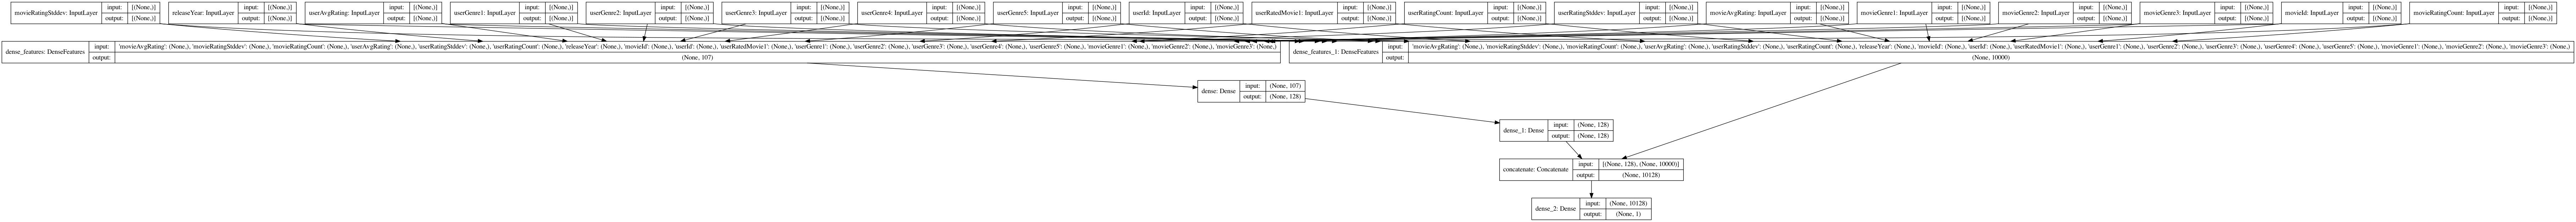 movieRatingStddev: InputLayer input: [(None,)] output: [(None,)]
releaseYear: InputLayer input: [(None,)] output: [(None,)]
userAvgRating: InputLayer input: [(None,)] output: [(None,)]
userGenre1: InputLayer input: [(None,)] output: [(None,)]
userGenre2: InputLayer input: [(None,)] output: [(None,)]
userGenre3: InputLayer input: [(None,)] output: [(None,)]
userGenre4: InputLayer input: [(None,)] output: [(None,)]
userGenre5: InputLayer input: [(None,)] output: [(None,)]
userId: InputLayer input: [(None,)] output: [(None,)]
userRatedMovie1: InputLayer input: [(None,)] output: [(None,)]
userRatingCount: InputLayer input: [(None,)] output: [(None,)]
userRatingStddev: InputLayer input: [(None,)] output: [(None,)]
movieAvgRating: InputLayer input: [(None,)] output: [(None,)]
movieGenre1: InputLayer input: [(None,)] output: [(None,)]
movieGenre2: InputLayer input: [(None,)] output: [(None,)]
movieGenre3: InputLayer input: [(None,)] output: [(None,)]
movieId: InputLayer input: [(None,)] output: [(None,)]
movieRatingCount: InputLayer input: [(None,)] output: [(None,)]
dense_features: DenseFeatures input: 'movieAvgRating': (None,), 'movieRatingStddev': (None,), 'movieRatingCount': (None,), 'userAvgRating': (None,), 'userRatingStddev': (None,), 'userRatingCount': (None,), 'releaseYear': (None,), 'movieId': (None,), 'userId': (None,), 'userRatedMovie1': (None,), 'userGenre1': (None,), 'userGenre2': (None,), 'userGenre3': (None,), 'userGenre4': (None,), 'userGenre5': (None,), 'movieGenre1': (None,), 'movieGenre2': (None,), 'movieGenre3': (None,)
output: (None, 107)
dense_features_1: DenseFeatures input: 'movieAvgRating': (None,), 'movieRatingStddev': (None,), 'movieRatingCount': (None,), 'userAvgRating': (None,), 'userRatingStddev': (None,), 'userRatingCount': (None,), 'releaseYear': (None,), 'movieId': (None,), 'userId': (None,), 'userRatedMovie1': (None,), 'userGenre1': (None,), 'userGenre2': (None,), 'userGenre3': (None,), 'userGenre4': (None,), 'userGenre5': (None,), 'movieGenre1': (None,), 'movieGenre2': (None,), 'movieGenre3': (None,)
output: (None, 10000)
dense: Dense input: (None, 107)
output: (None, 128)
dense_1: Dense input: (None, 128)
output: (None, 128)
concatenate: Concatenate input: [(None, 128), (None, 10000)]
output: (None, 10128)
dense_2: Dense input: (None, 10128)
output: (None, 1)